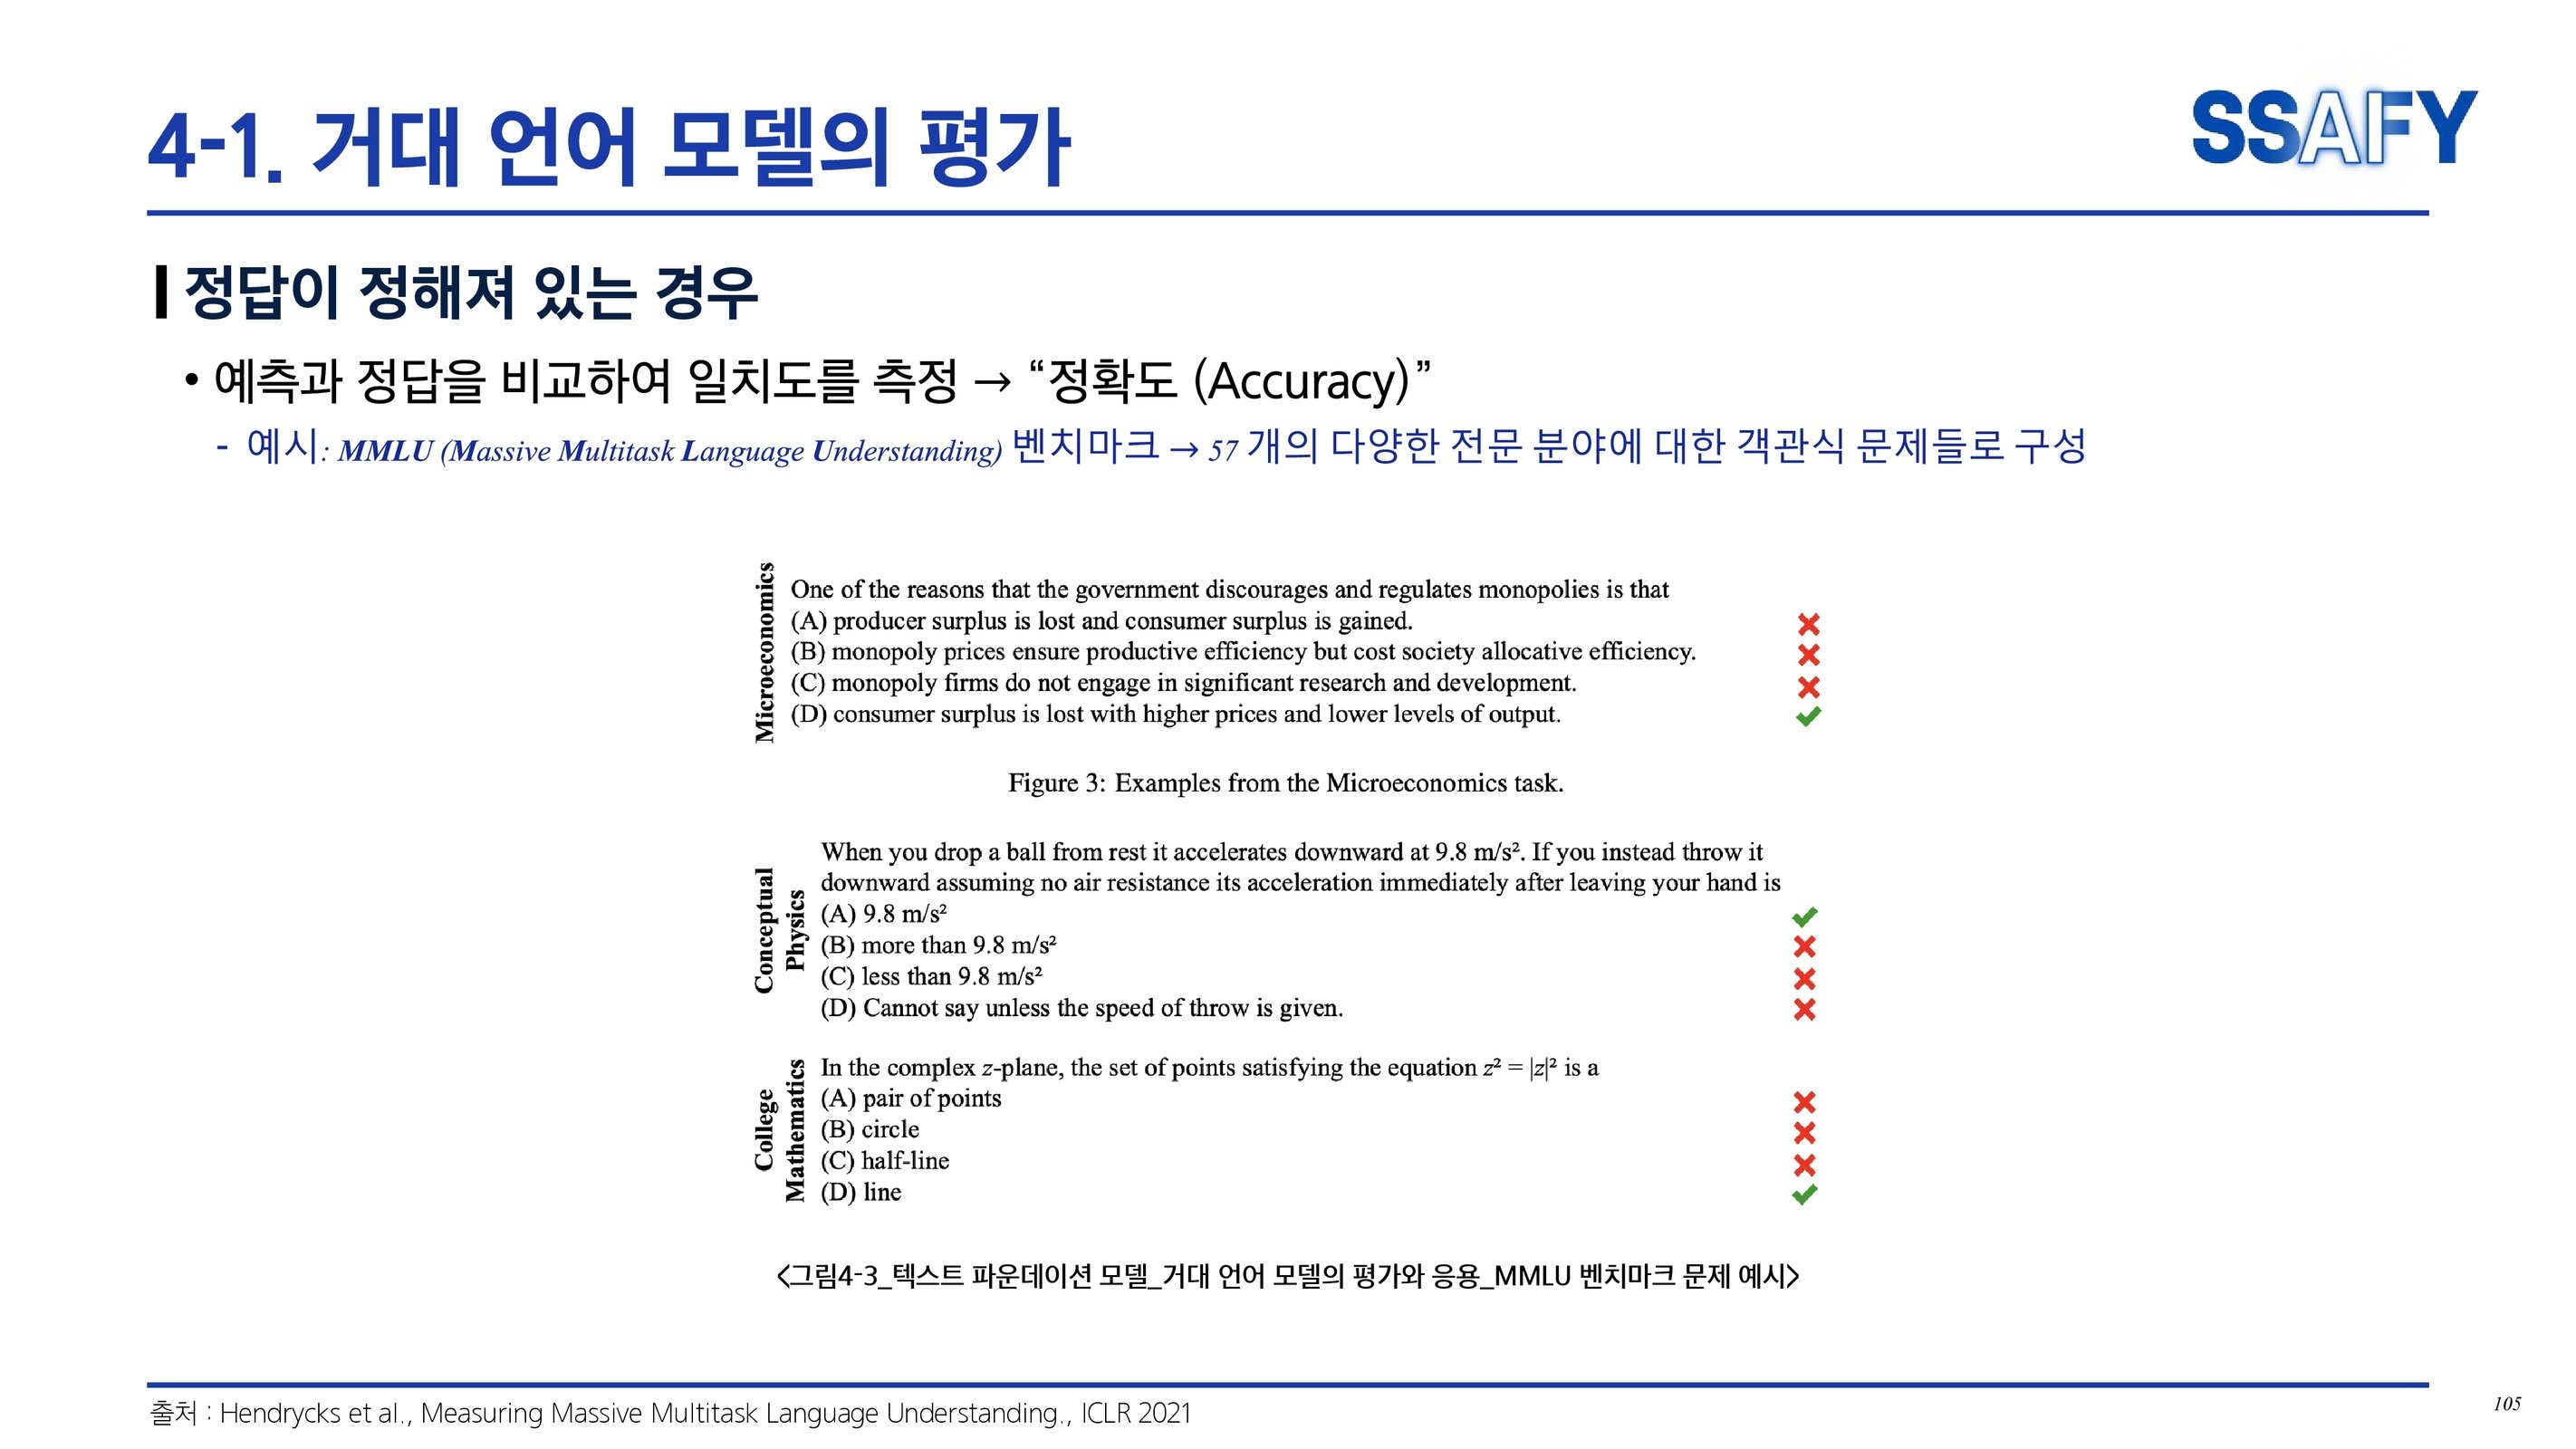 4-1. 거대 언어 모델의 평가
SSAFY
정답이 정해져 있는 경우
• 예측과 정답을 비교하여 일치도를 측정 → “정확도 (Accuracy)”
- 예시: MMLU (Massive Multitask Language Understanding) 벤치마크 → 57 개의 다양한 전문 분야에 대한 객관식 문제들로 구성
Microeconomics
One of the reasons that the government discourages and regulates monopolies is that
(A) producer surplus is lost and consumer surplus is gained.
(B) monopoly prices ensure productive efficiency but cost society allocative efficiency.
(C) monopoly firms do not engage in significant research and development.
(D) consumer surplus is lost with higher prices and lower levels of output.
Figure 3: Examples from the Microeconomics task.
Conceptual
Physics
When you drop a ball from rest it accelerates downward at 9.8 m/s². If you instead throw it
downward assuming no air resistance its acceleration immediately after leaving your hand is
(A) 9.8 m/s²
(B) more than 9.8 m/s²
(C) less than 9.8 m/s²
(D) Cannot say unless the speed of throw is given.
College
Mathematics
In the complex z-plane, the set of points satisfying the equation z² = |z|² is a
(A) pair of points
(B) circle
(C) half-line
(D) line
<그림4-3_텍스트 파운데이션 모델_거대 언어 모델의 평가와 응용_MMLU 벤치마크 문제 예시>
출처 : Hendrycks et al., Measuring Massive Multitask Language Understanding., ICLR 2021
105